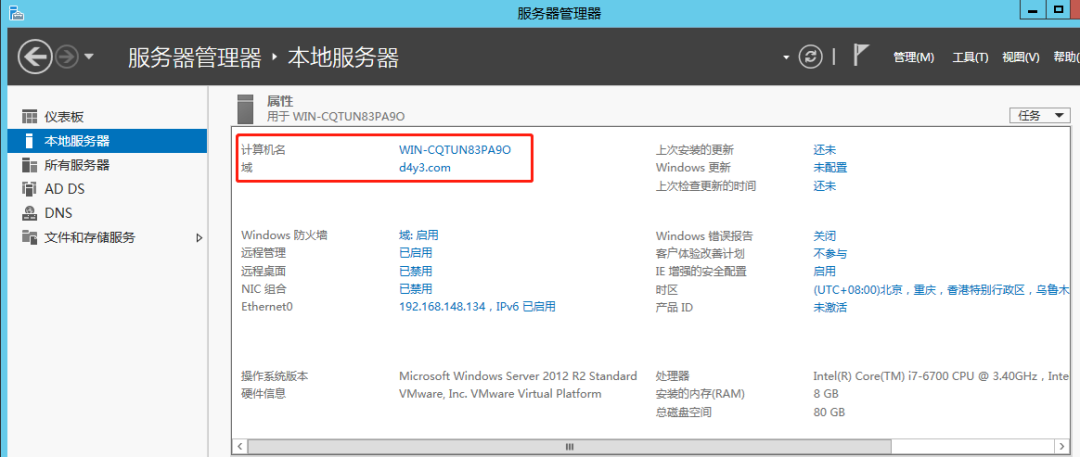 服务器管理器
服务器管理器 · 本地服务器
管理(M) 工具(T) 视图(V) 帮助(
仪表板
本地服务器
所有服务器
AD DS
DNS
文件和存储服务
属性
用于 WIN-CQTUN83PA9O
任务
计算机名 WIN-CQTUN83PA9O
域 d4y3.com
上次安装的更新 还未
Windows 更新 未配置
上次检查更新的时间 还未
Windows 防火墙 域: 启用
远程管理 已启用
远程桌面 已禁用
NIC 组合 已禁用
Ethernet0 192.168.148.134，IPv6 已启用
Windows 错误报告 关闭
客户体验改善计划 不参与
IE 增强的安全配置 启用
时区 (UTC+08:00)北京，重庆，香港特别行政区，乌鲁木
产品 ID 未激活
操作系统版本 Microsoft Windows Server 2012 R2 Standard
硬件信息 VMware, Inc. VMware Virtual Platform
处理器 Intel(R) Core(TM) i7-6700 CPU @ 3.40GHz，Inte
安装的内存(RAM) 8 GB
总磁盘空间 80 GB